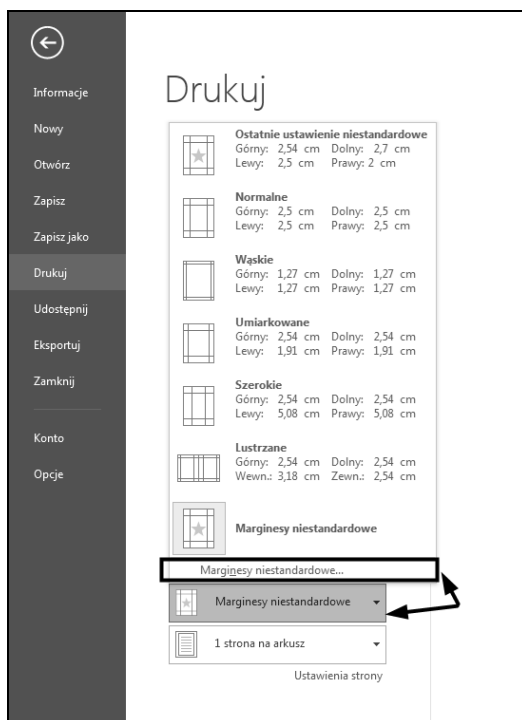 Informacje
Nowy
Otwórz
Zapisz
Zapisz jako
Drukuj
Udostępnij
Eksportuj
Zamknij
Konto
Opcje
Drukuj
Ostatnie ustawienie niestandardowe
Górny: 2,54 cm Dolny: 2,7 cm
Lewy: 2,5 cm Prawy: 2 cm
Normalne
Górny: 2,5 cm Dolny: 2,5 cm
Lewy: 2,5 cm Prawy: 2,5 cm
Wąskie
Górny: 1,27 cm Dolny: 1,27 cm
Lewy: 1,27 cm Prawy: 1,27 cm
Umiarkowane
Górny: 2,54 cm Dolny: 2,54 cm
Lewy: 1,91 cm Prawy: 1,91 cm
Szerokie
Górny: 2,54 cm Dolny: 2,54 cm
Lewy: 5,08 cm Prawy: 5,08 cm
Lustrzane
Górny: 2,54 cm Dolny: 2,54 cm
Wewn.: 3,18 cm Zewn.: 2,54 cm
Marginesy niestandardowe
Marginesy niestandardowe...
Marginesy niestandardowe
1 strona na arkusz
Ustawienia strony